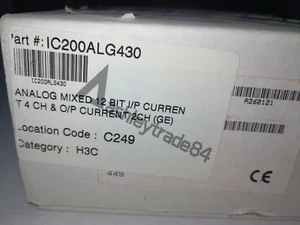 Part #: IC200ALG430
IC200ALG430
ANALOG MIXED 12 BIT I/P CURREN
T 4 CH & O/P CURRENT 2CH (GE)
Location Code : C249
Category : H3C
A260121
449
CE